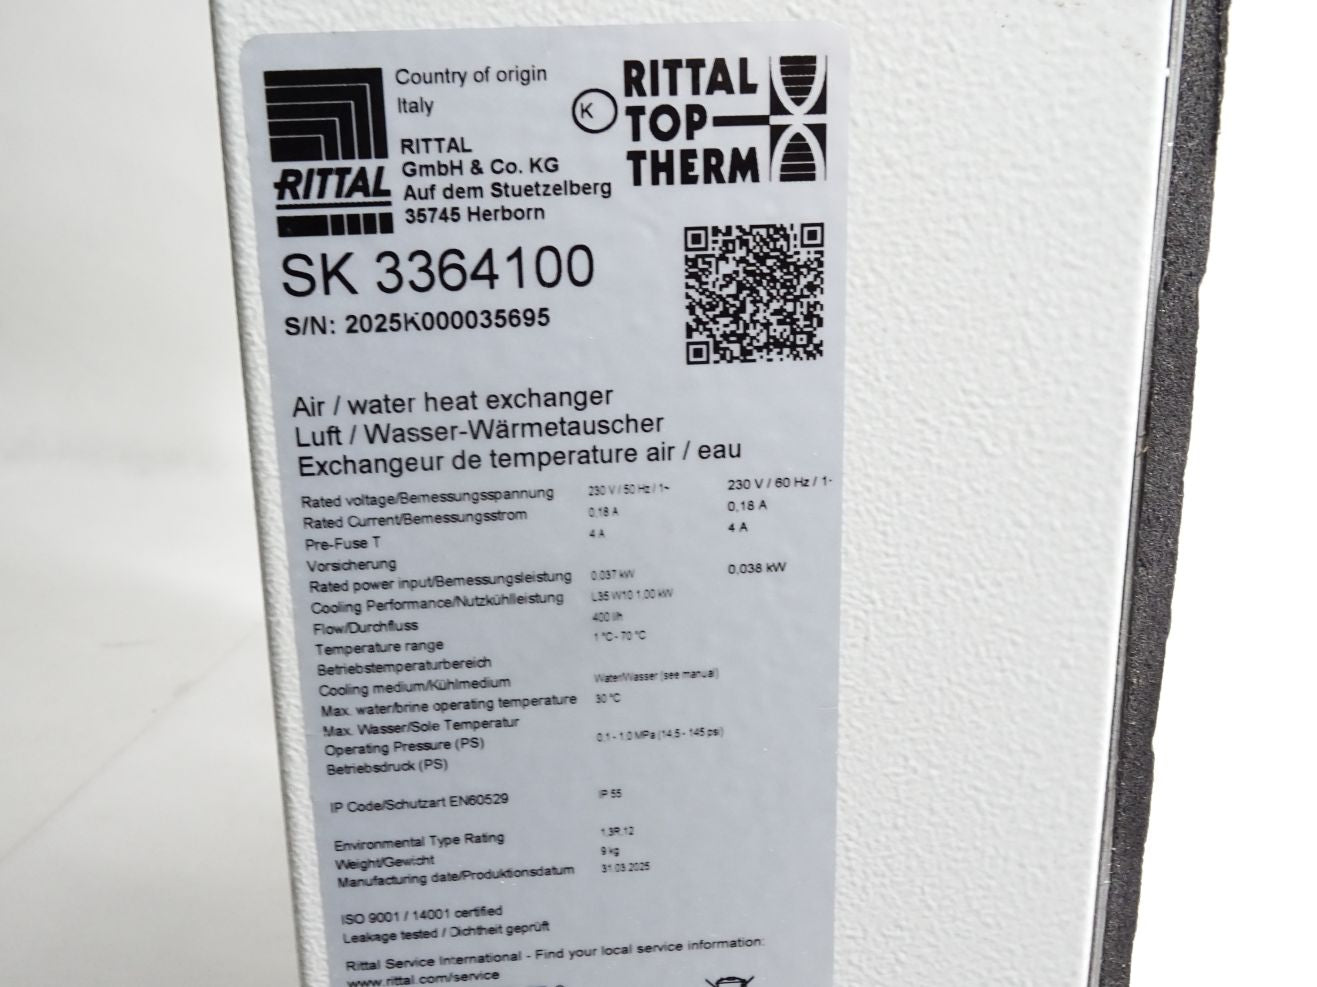 Country of origin
Italy
RITTAL
RITTAL
GmbH & Co. KG
Auf dem Stuetzelberg
35745 Herborn
K
RITTAL
TOP
THERM
SK 3364100
S/N: 2025K000035695
Air / water heat exchanger
Luft / Wasser-Wärmetauscher
Exchangeur de temperature air / eau
Rated voltage/Bemessungsspannung 230 V / 50 Hz / 1~ 230 V / 60 Hz / 1~
Rated Current/Bemessungsstrom 0,18 A 0,18 A
Pre-Fuse T 4 A 4 A
Vorsicherung
Rated power input/Bemessungsleistung 0,037 kW 0,038 kW
Cooling Performance/Nutzkühlleistung L35 W10 1,00 kW
Flow/Durchfluss 400 l/h
Temperature range 1 °C - 70 °C
Betriebstemperaturbereich
Cooling medium/Kühlmedium Water/Wasser (see manual)
Max. water/brine operating temperature 30 °C
Max. Wasser/Sole Temperatur
Operating Pressure (PS) 0.1 - 1.0 MPa (14.5 - 145 psi)
Betriebsdruck (PS)
IP Code/Schutzart EN60529 IP 55
Environmental Type Rating 1,3R,12
Weight/Gewicht 9 kg
Manufacturing date/Produktionsdatum 31.03.2025
ISO 9001 / 14001 certified
Leakage tested / Dichtheit geprüft
Rittal Service International - Find your local service information:
www.rittal.com/service